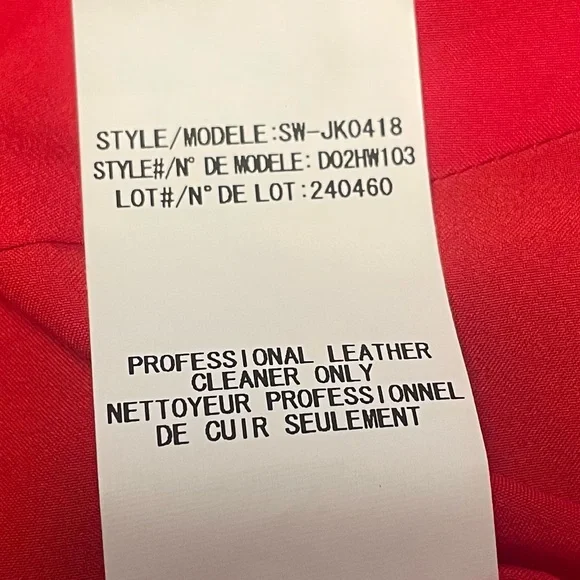 STYLE/MODELE:SW-JK0418
STYLE#/N° DE MODELE: D02HW103
LOT#/N° DE LOT:240460
PROFESSIONAL LEATHER
CLEANER ONLY
NETTOYEUR PROFESSIONNEL
DE CUIR SEULEMENT